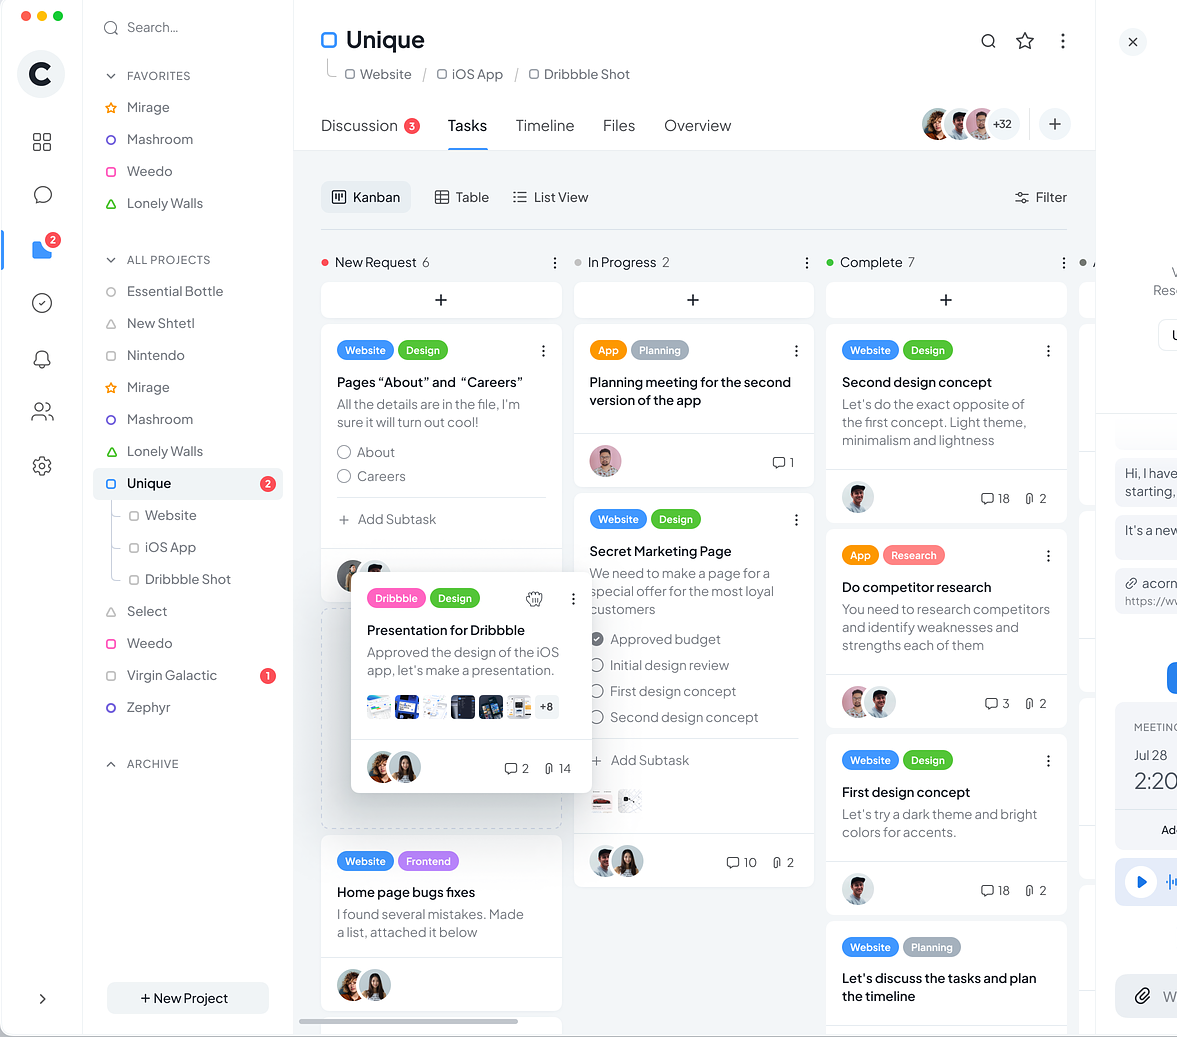 Search...
FAVORITES
Mirage
Mashroom
Weedo
Lonely Walls
ALL PROJECTS
Essential Bottle
New Shtetl
Nintendo
Mirage
Mashroom
Lonely Walls
Unique 2
Website
iOS App
Dribbble Shot
Select
Weedo
Virgin Galactic 1
Zephyr
ARCHIVE
+ New Project
C
2
Unique
Website / iOS App / Dribbble Shot
Discussion 3 Tasks Timeline Files Overview
+32
+
Kanban Table List View Filter
New Request 6
+
Website Design
Pages “About” and “Careers”
All the details are in the file, I'm
sure it will turn out cool!
About
Careers
+ Add Subtask
Dribbble Design
Presentation for Dribbble
Approved the design of the iOS
app, let's make a presentation.
+8
2 14
Website Frontend
Home page bugs fixes
I found several mistakes. Made
a list, attached it below
In Progress 2
+
App Planning
Planning meeting for the second
version of the app
1
Website Design
Secret Marketing Page
We need to make a page for a
special offer for the most loyal
customers
Approved budget
Initial design review
First design concept
Second design concept
+ Add Subtask
10 2
Complete 7
+
Website Design
Second design concept
Let's do the exact opposite of
the first concept. Light theme,
minimalism and lightness
18 2
App Research
Do competitor research
You need to research competitors
and identify weaknesses and
strengths each of them
3 2
Website Design
First design concept
Let's try a dark theme and bright
colors for accents.
18 2
Website Planning
Let's discuss the tasks and plan
the timeline
Hi, I have
starting,
It's a new
acorn
https://w
MEETING
Jul 28
2:20